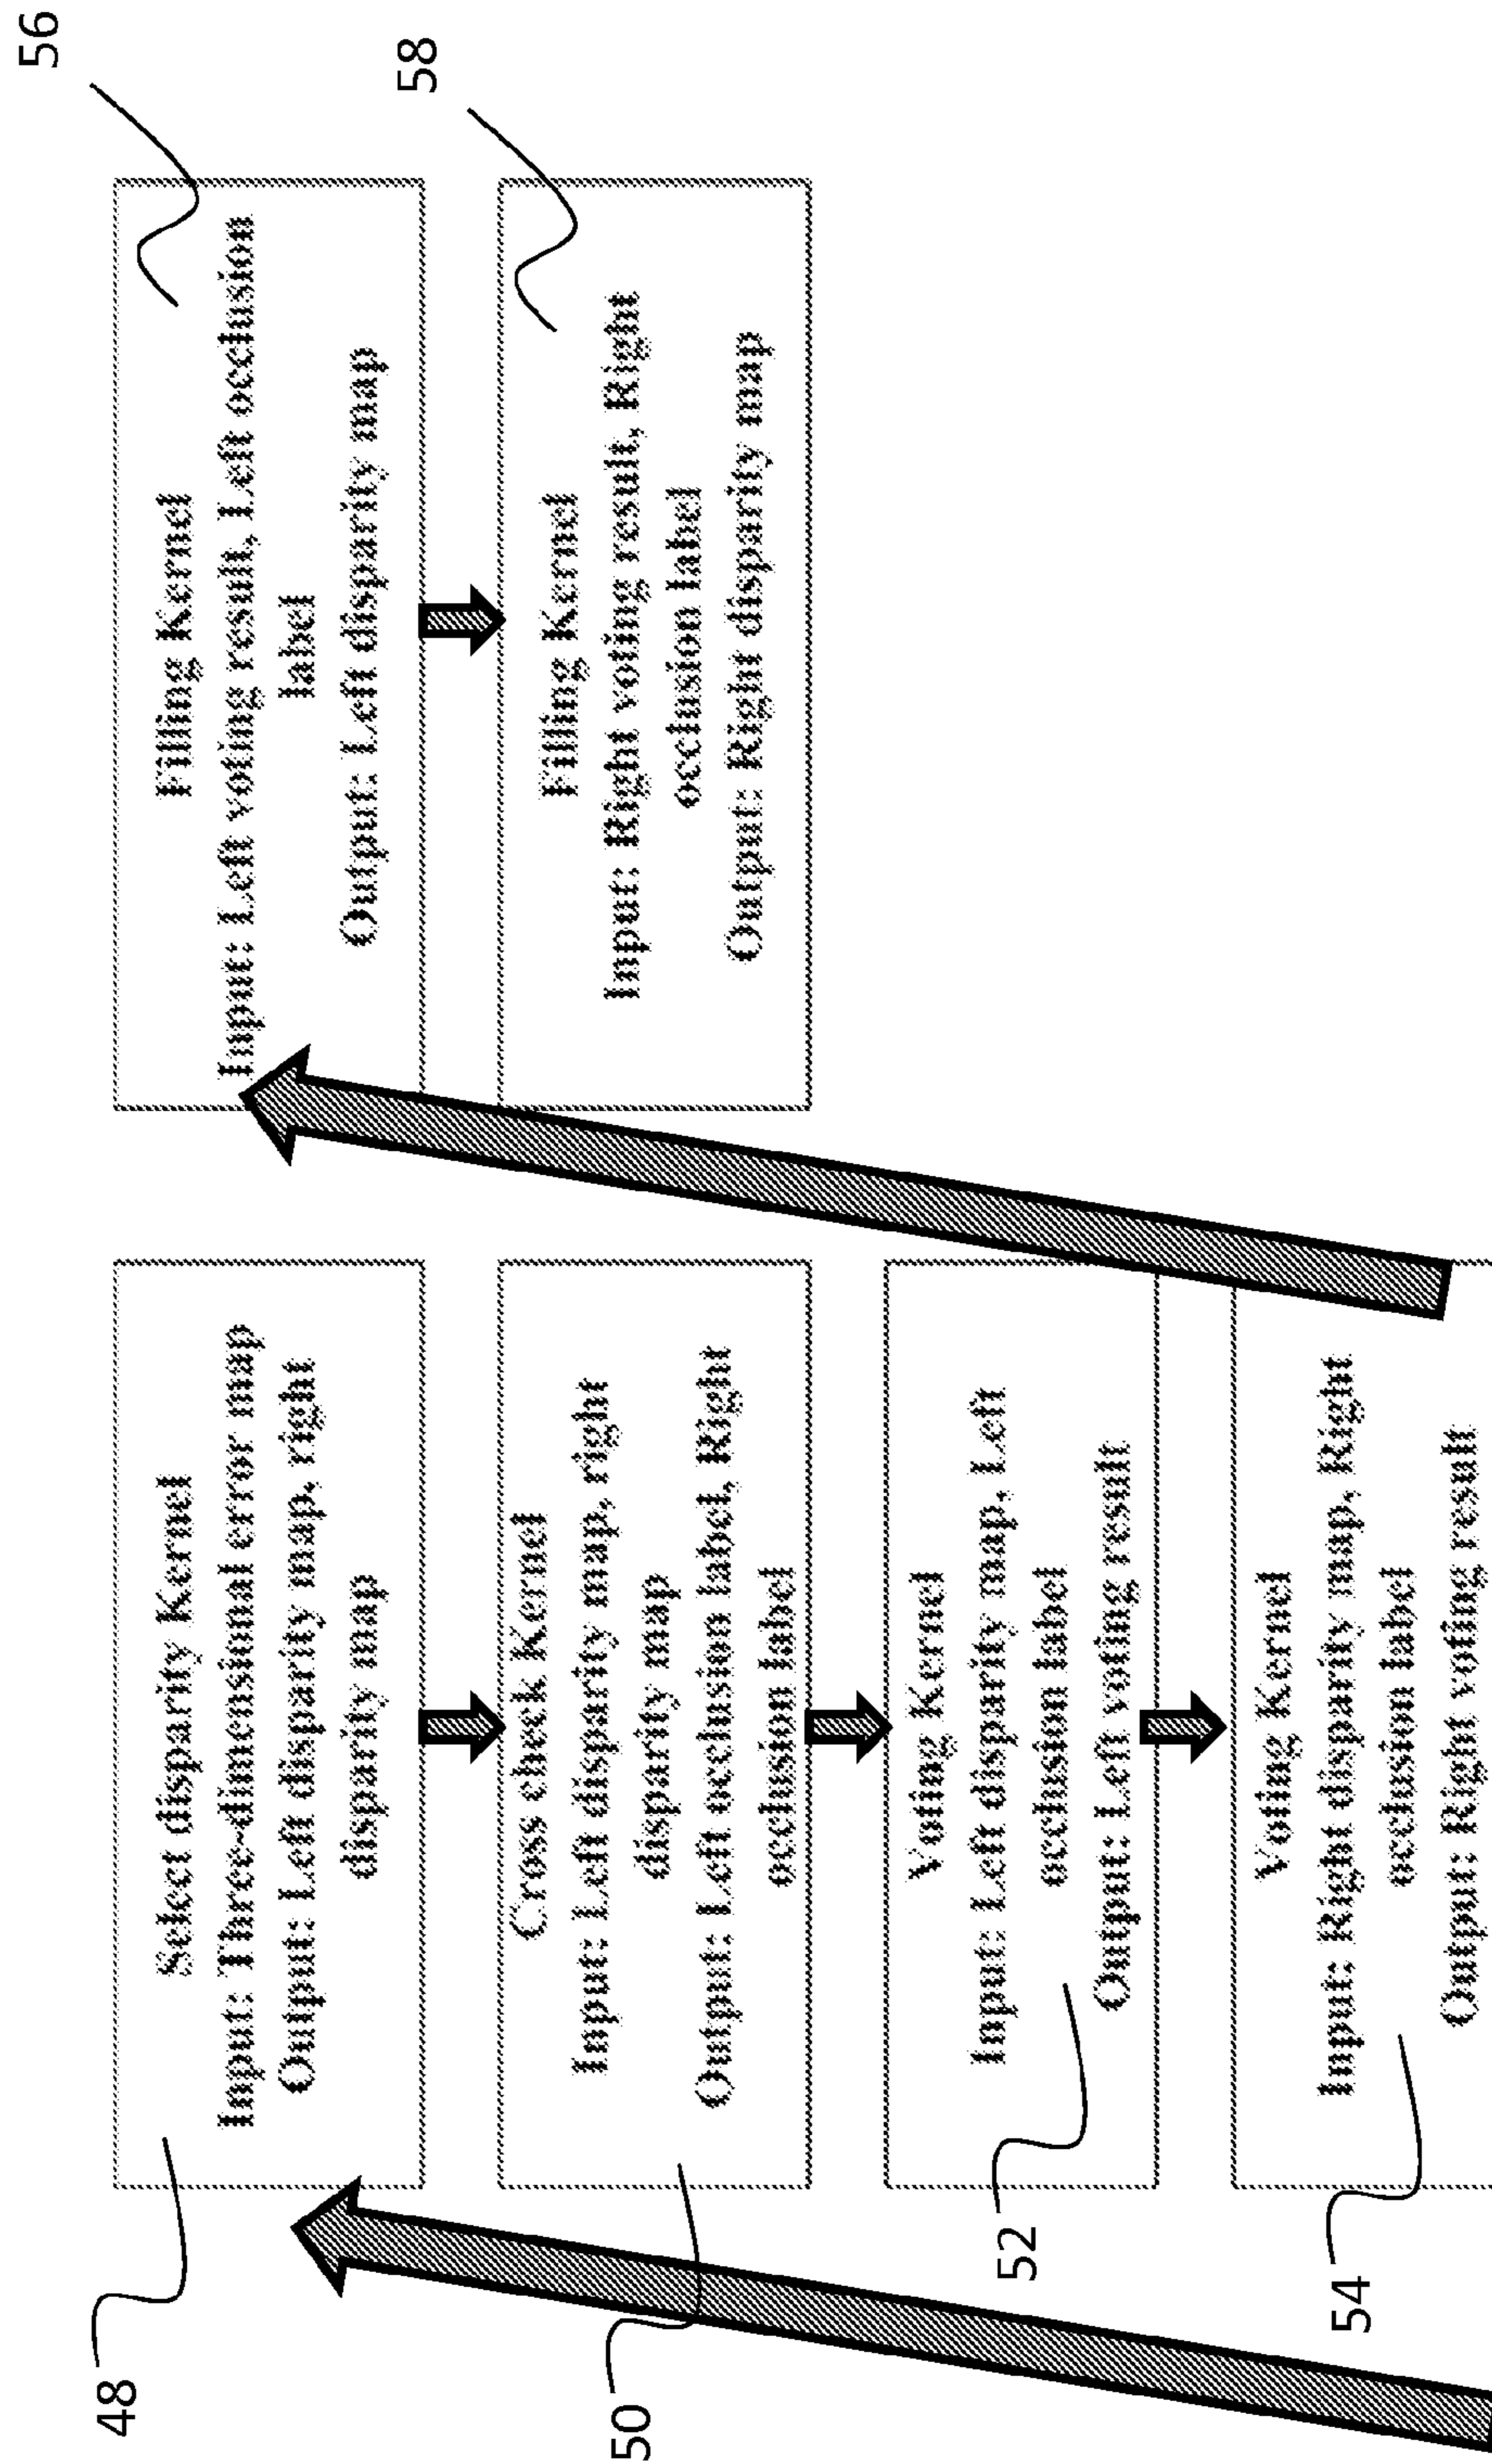 48
Select disparity Kernel
Input: Three-dimensional error map
Output: Left disparity map, right
disparity map
50
Cross check Kernel
Input: Left disparity map, right
disparity map
Output: Left occlusion label, Right
occlusion label
52
Voting Kernel
Input: Left disparity map, Left
occlusion label
Output: Left voting result
54
Voting Kernel
Input: Right disparity map, Right
occlusion label
Output: Right voting result
56
Filling Kernel
Input: Left voting result, Left occlusion
label
Output: Left disparity map
58
Filling Kernel
Input: Right voting result, Right
occlusion label
Output: Right disparity map